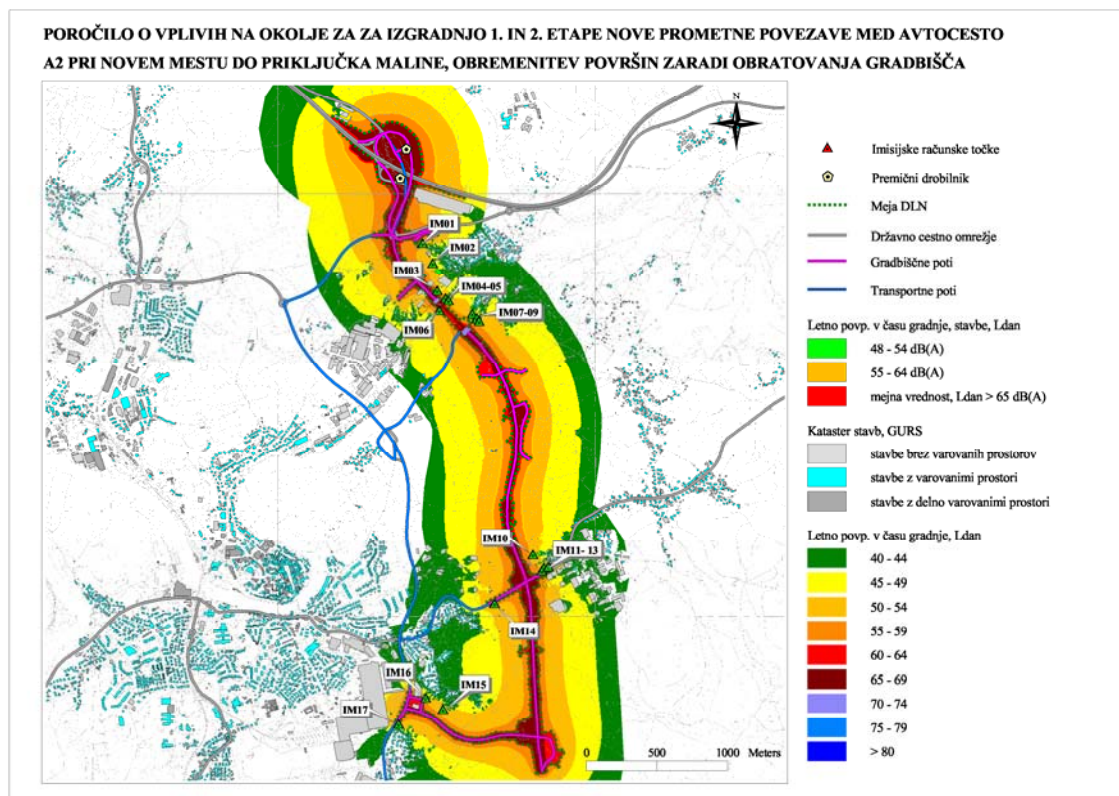 POROČILO O VPLIVIH NA OKOLJE ZA ZA IZGRADNJO 1. IN 2. ETAPE NOVE PROMETNE POVEZAVE MED AVTOCESTO
A2 PRI NOVEM MESTU DO PRIKLJUČKA MALINE, OBREMENITEV POVRŠIN ZARADI OBRATOVANJA GRADBIŠČA
N
IM01
IM02
IM03
IM04-05
IM06
IM07-09
IM10
IM11- 13
IM14
IM16
IM15
IM17
0 500 1000 Meters
Imisijske računske točke
Premični drobilnik
Meja DLN
Državno cestno omrežje
Gradbiščne poti
Transportne poti
Letno povp. v času gradnje, stavbe, Ldan
48 - 54 dB(A)
55 - 64 dB(A)
mejna vrednost, Ldan > 65 dB(A)
Kataster stavb, GURS
stavbe brez varovanih prostorov
stavbe z varovanimi prostori
stavbe z delno varovanimi prostori
Letno povp. v času gradnje, Ldan
40 - 44
45 - 49
50 - 54
55 - 59
60 - 64
65 - 69
70 - 74
75 - 79
> 80